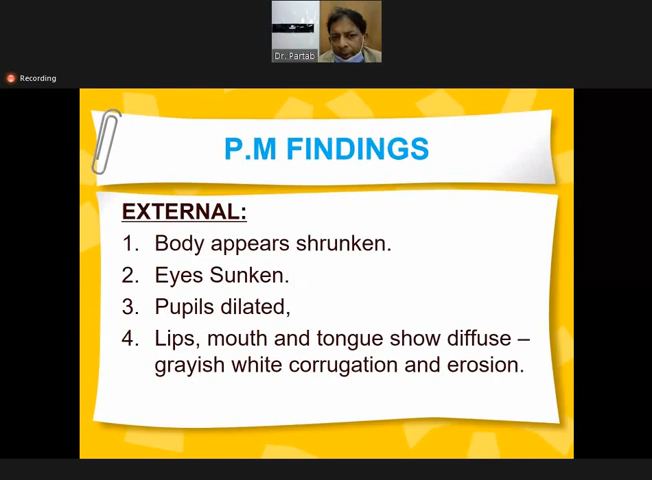 Dr. Partab
Recording
P.M FINDINGS
EXTERNAL:
1. Body appears shrunken.
2. Eyes Sunken.
3. Pupils dilated,
4. Lips, mouth and tongue show diffuse –
grayish white corrugation and erosion.